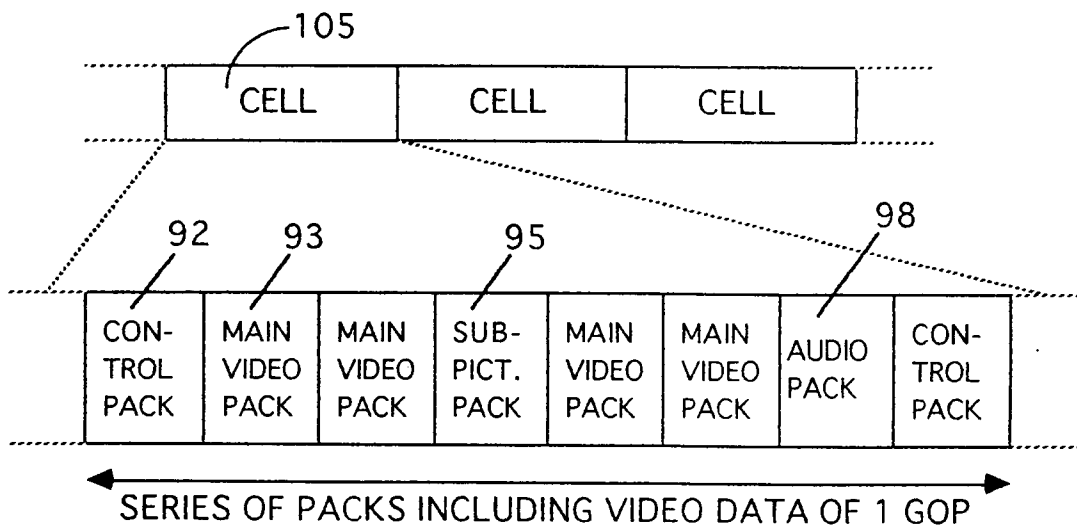 105
CELL CELL CELL
92 93 95 98
CON-
TROL
PACK
MAIN
VIDEO
PACK
MAIN
VIDEO
PACK
SUB-
PICT.
PACK
MAIN
VIDEO
PACK
MAIN
VIDEO
PACK
AUDIO
PACK
CON-
TROL
PACK
SERIES OF PACKS INCLUDING VIDEO DATA OF 1 GOP